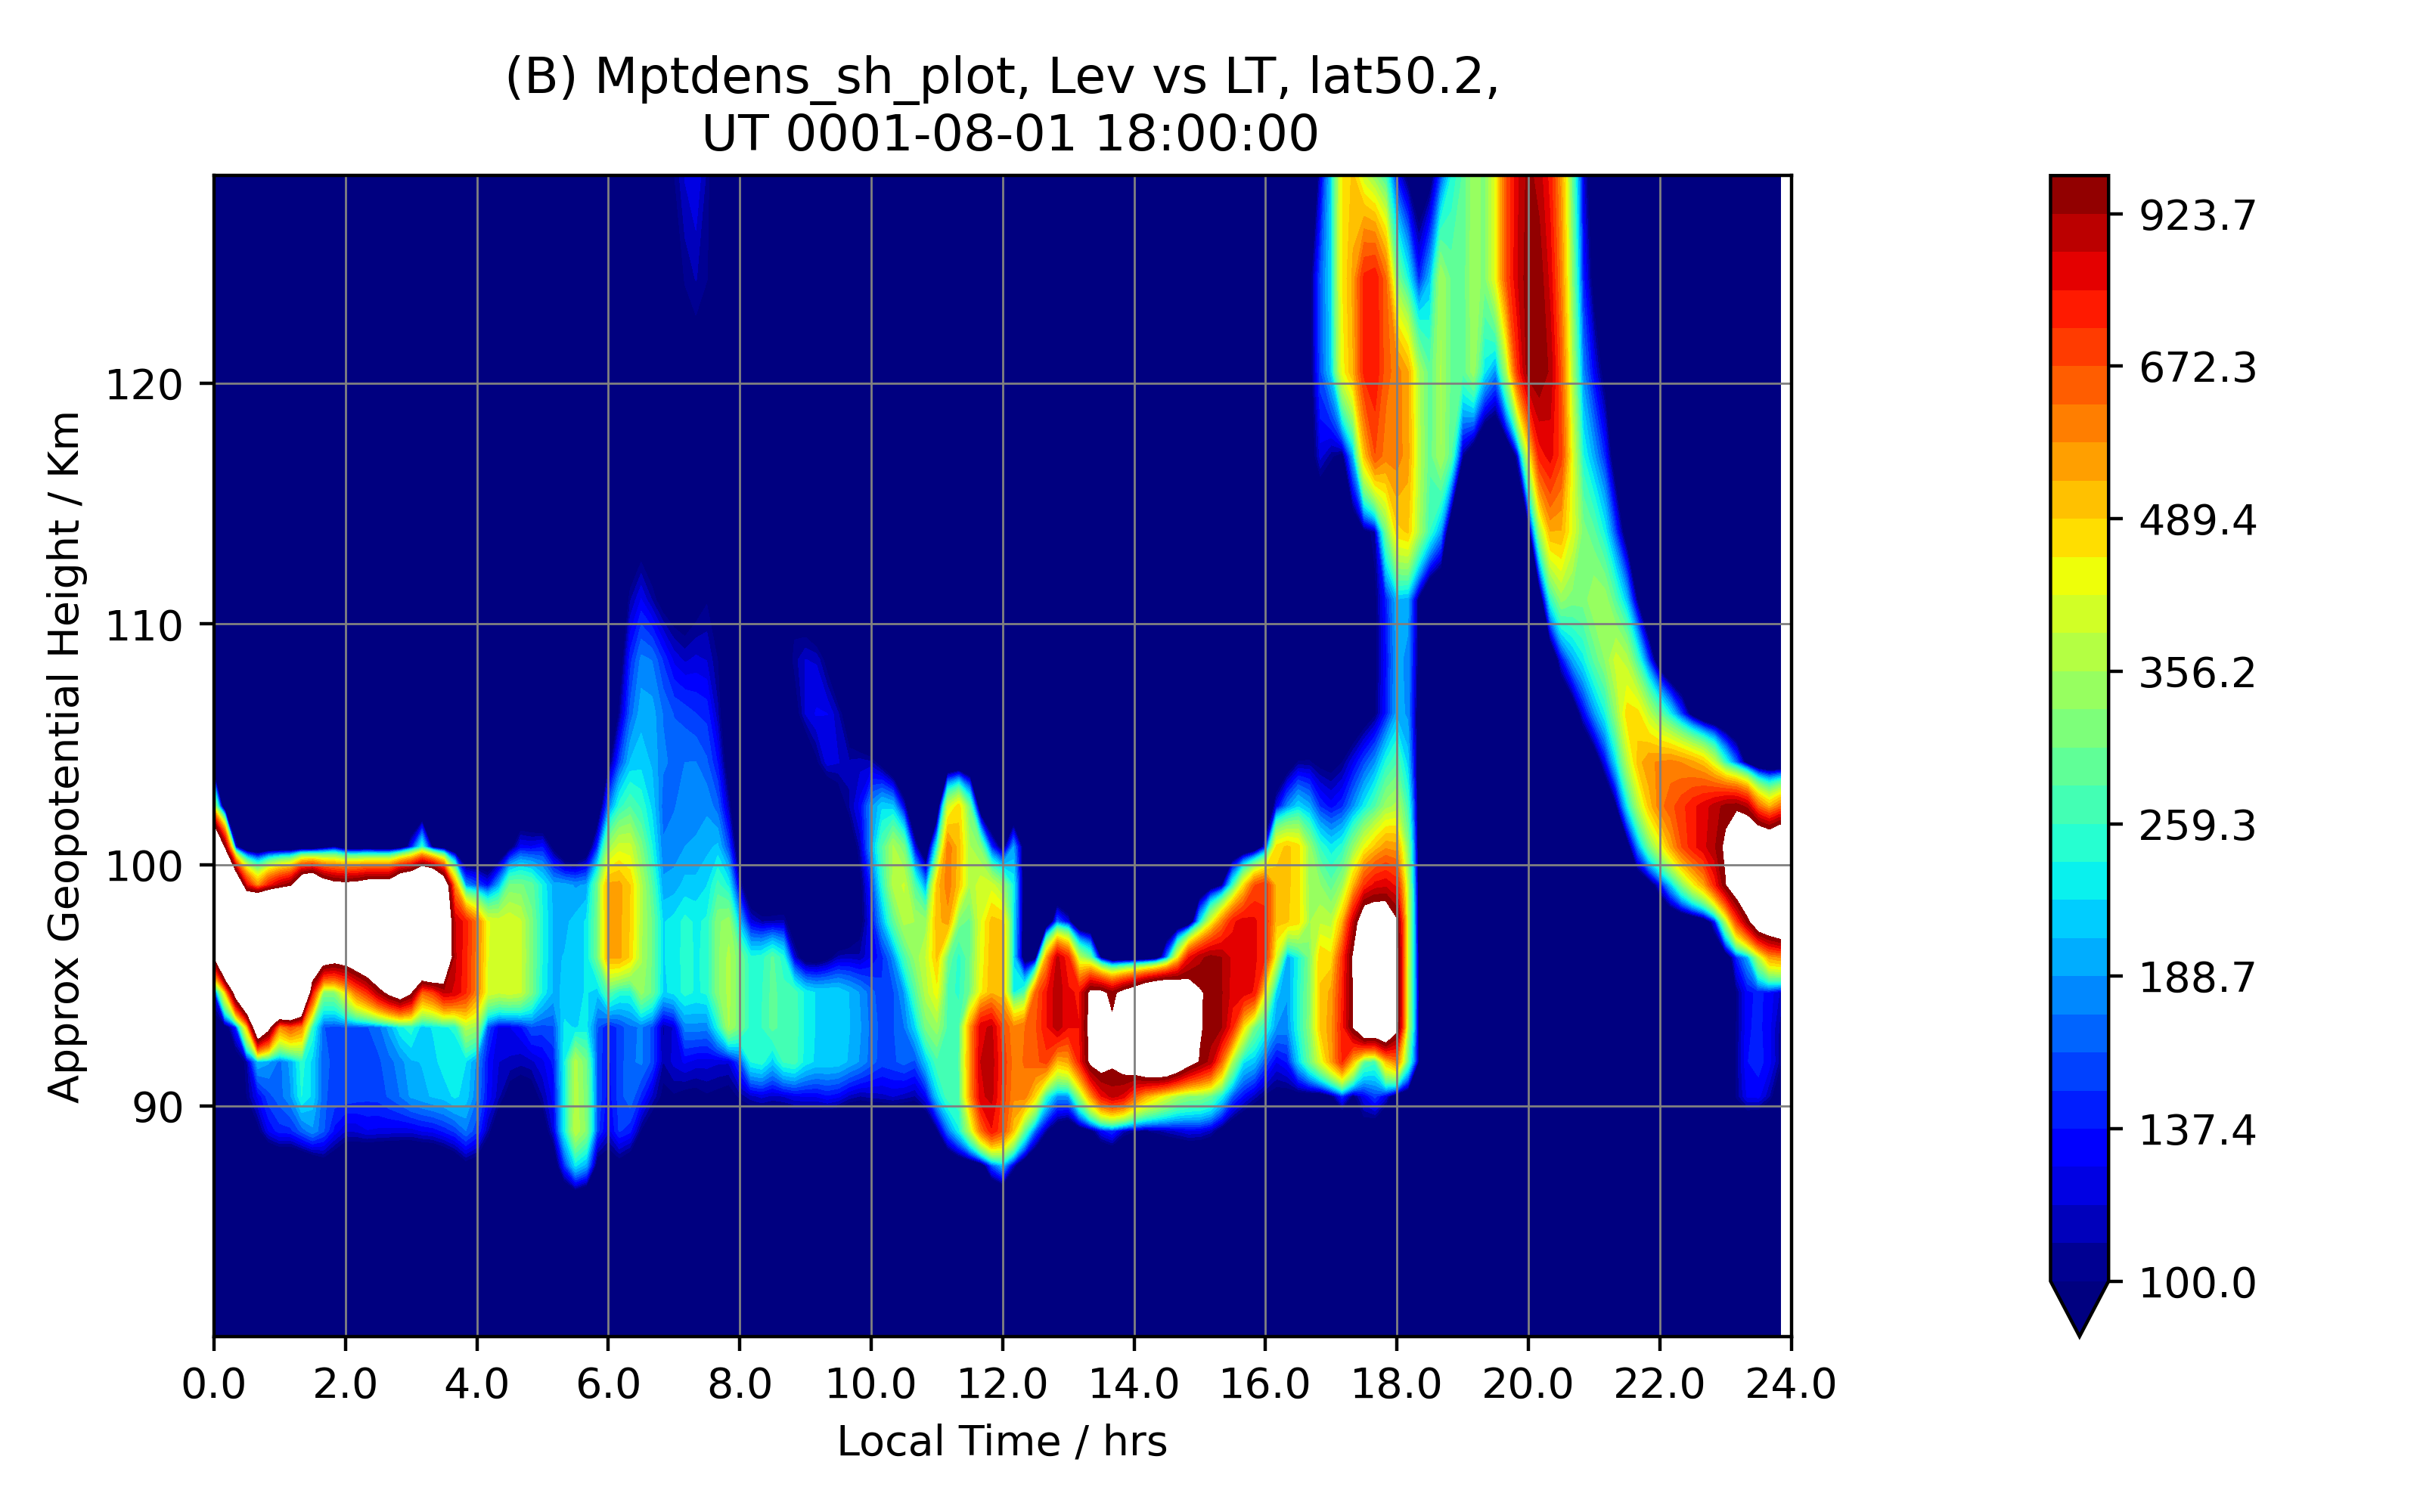 (B) Mptdens_sh_plot, Lev vs LT, lat50.2,
UT 0001-08-01 18:00:00
Approx Geopotential Height / Km
120
110
100
90
0.0 2.0 4.0 6.0 8.0 10.0 12.0 14.0 16.0 18.0 20.0 22.0 24.0
Local Time / hrs
923.7
672.3
489.4
356.2
259.3
188.7
137.4
100.0